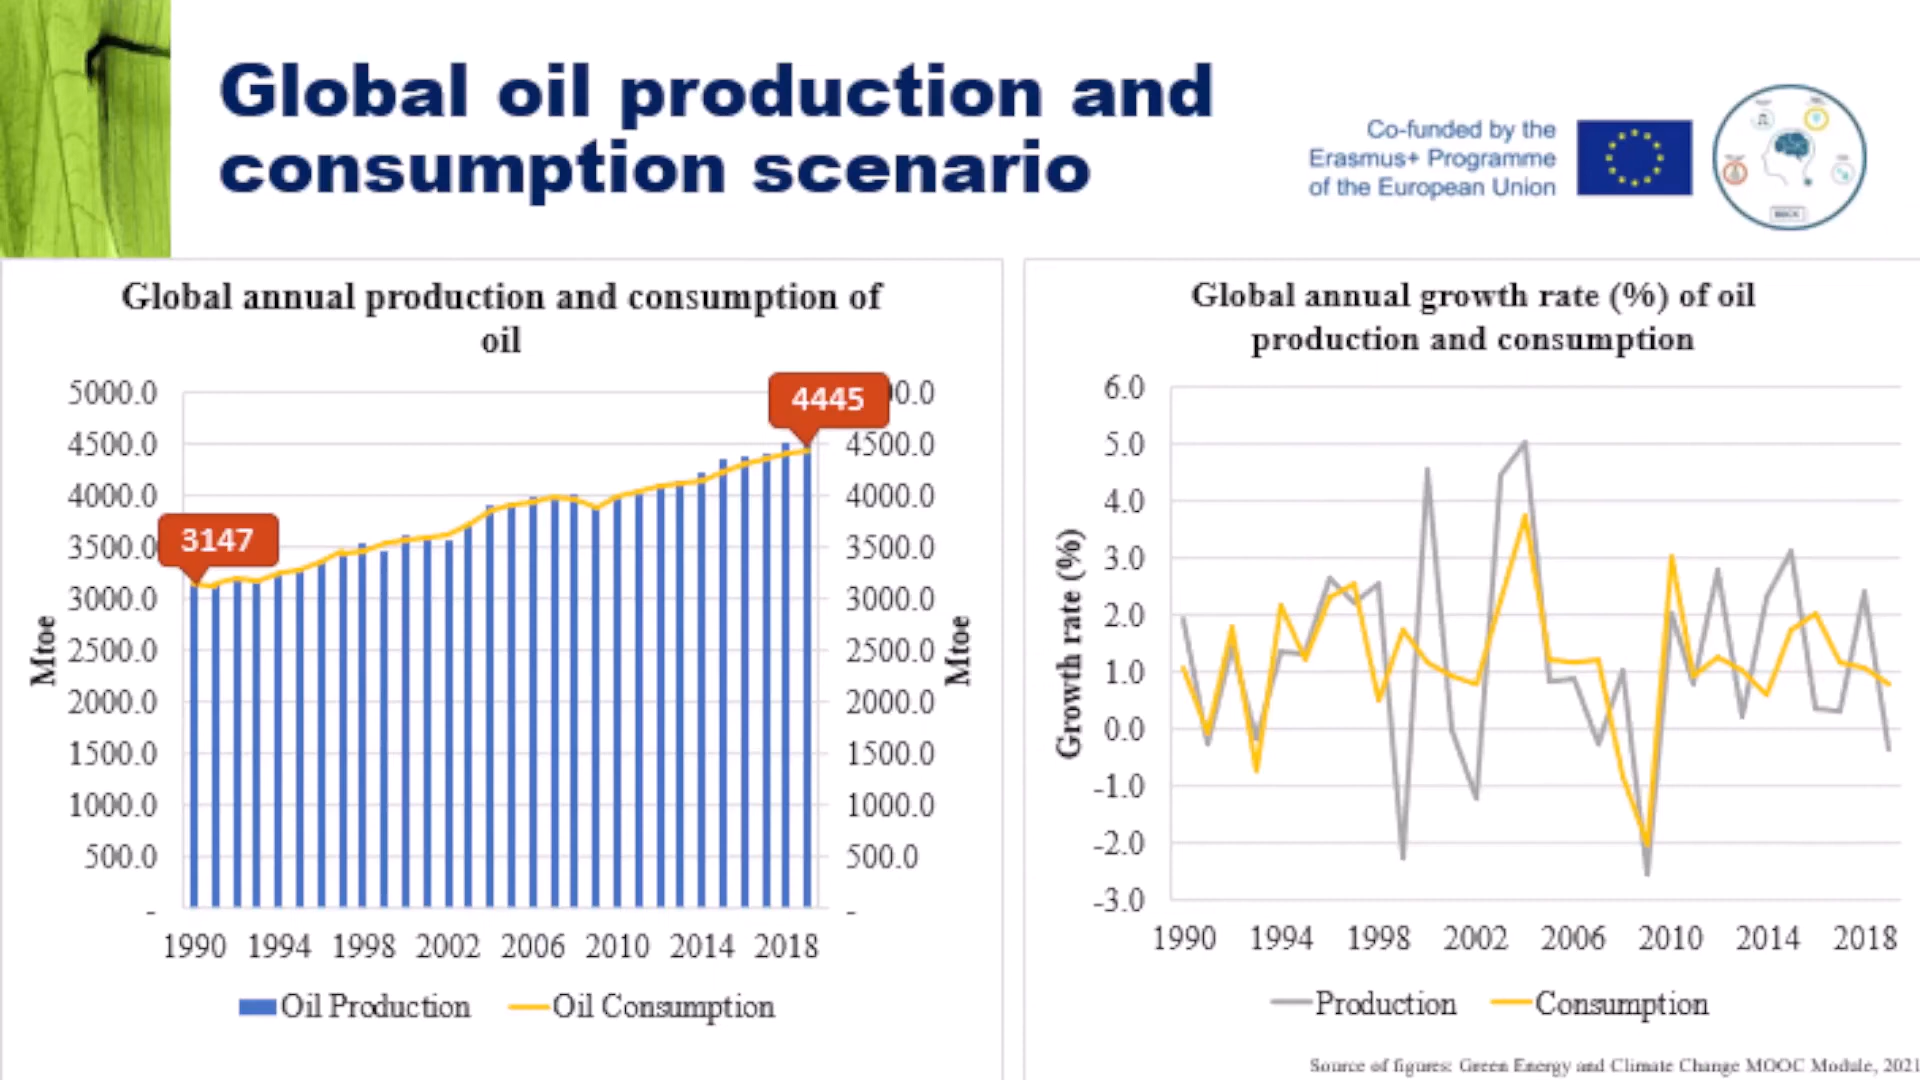 Global oil production and
consumption scenario
Co-funded by the
Erasmus+ Programme
of the European Union
Global annual production and consumption of
oil
5000.0
4500.0
4000.0
3500.0
3000.0
2500.0
2000.0
1500.0
1000.0
500.0
-
Mtoe
3147
4445
0.0
4500.0
4000.0
3500.0
3000.0
2500.0
2000.0
1500.0
1000.0
500.0
-
Mtoe
1990 1994 1998 2002 2006 2010 2014 2018
Oil Production Oil Consumption
Global annual growth rate (%) of oil
production and consumption
6.0
5.0
4.0
3.0
2.0
1.0
0.0
-1.0
-2.0
-3.0
Growth rate (%)
1990 1994 1998 2002 2006 2010 2014 2018
Production Consumption
Source of figures: Green Energy and Climate Change MOOC Module, 2021